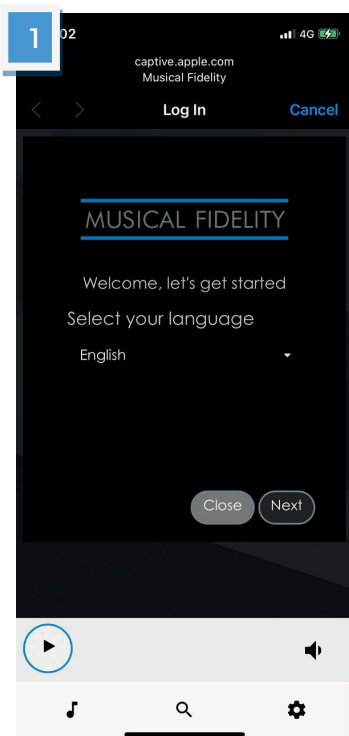 1
02
4G
captive.apple.com
Musical Fidelity
Log In
Cancel
MUSICAL FIDELITY
Welcome, let's get started
Select your language
English
Close
Next